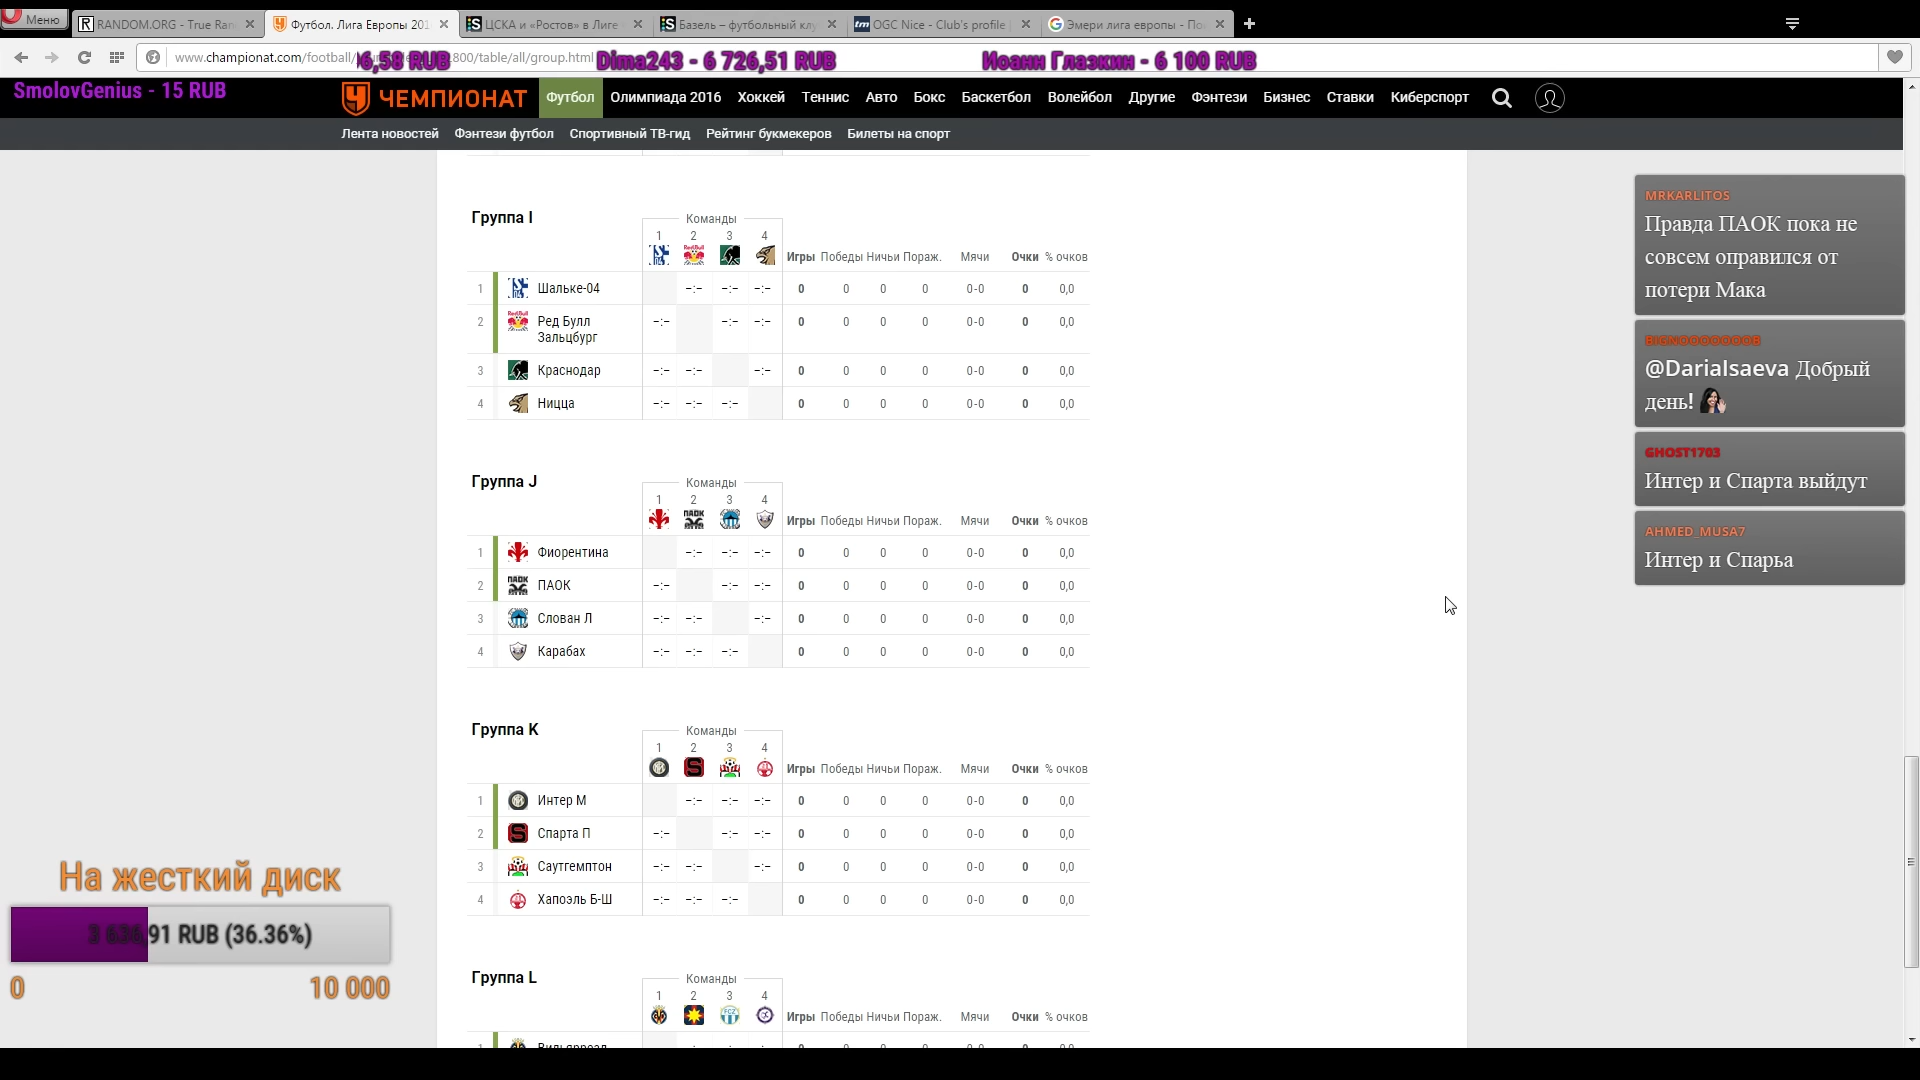 Меню
RANDOM.ORG - True Ran
Футбол. Лига Европы 201
ЦСКА и «Ростов» в Лиге
Базель – футбольный клу
OGC Nice - Club's profile
Эмери лига европы - По
www.championat.com/football/
800/table/all/group.html
6,58 RUB
Dima243 - 6 726,51 RUB
Иоанн Глазкин - 6 100 RUB
SmolovGenius - 15 RUB
ЧЕМПИОНАТ
Футбол Олимпиада 2016 Хоккей Теннис Авто Бокс Баскетбол Волейбол Другие Фэнтези Бизнес Ставки Киберспорт
Лента новостей Фэнтези футбол Спортивный ТВ-гид Рейтинг букмекеров Билеты на спорт
Группа I
Команды
1 2 3 4
Игры Победы Ничьи Пораж. Мячи Очки % очков
1 Шальке-04 –:– –:– –:– 0 0 0 0 0-0 0 0,0
2 Ред Булл Зальцбург –:– –:– –:– 0 0 0 0 0-0 0 0,0
3 Краснодар –:– –:– –:– 0 0 0 0 0-0 0 0,0
4 Ницца –:– –:– –:– 0 0 0 0 0-0 0 0,0
Группа J
Команды
1 2 3 4
Игры Победы Ничьи Пораж. Мячи Очки % очков
1 Фиорентина –:– –:– –:– 0 0 0 0 0-0 0 0,0
2 ПАОК –:– –:– –:– 0 0 0 0 0-0 0 0,0
3 Слован Л –:– –:– –:– 0 0 0 0 0-0 0 0,0
4 Карабах –:– –:– –:– 0 0 0 0 0-0 0 0,0
Группа K
Команды
1 2 3 4
Игры Победы Ничьи Пораж. Мячи Очки % очков
1 Интер М –:– –:– –:– 0 0 0 0 0-0 0 0,0
2 Спарта П –:– –:– –:– 0 0 0 0 0-0 0 0,0
3 Саутгемптон –:– –:– –:– 0 0 0 0 0-0 0 0,0
4 Хапоэль Б-Ш –:– –:– –:– 0 0 0 0 0-0 0 0,0
Группа L
Команды
1 2 3 4
Игры Победы Ничьи Пораж. Мячи Очки % очков
MRKARLITOS
Правда ПАОК пока не
совсем оправился от
потери Мака
BIGNOOOOOOOB
@DariaIsaeva Добрый
день!
GHOST1703
Интер и Спарта выйдут
AHMED_MUSA7
Интер и Спарьа
На жесткий диск
3 636,91 RUB (36.36%)
0
10 000